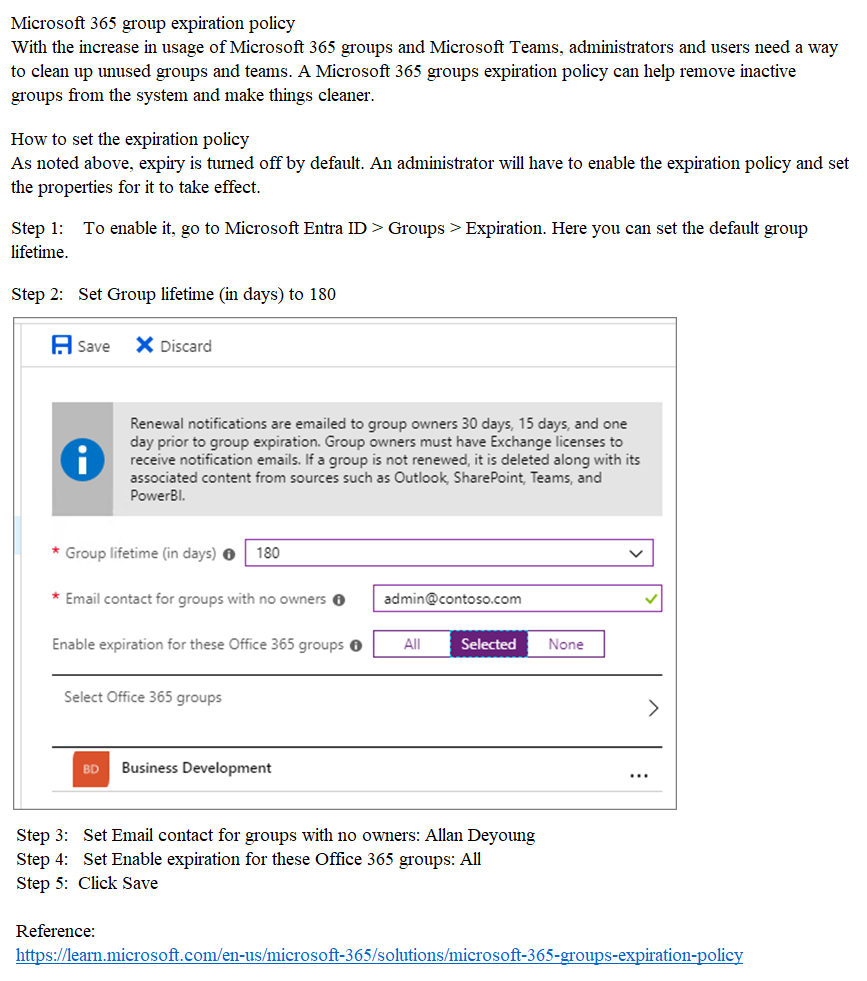 Microsoft 365 group expiration policy
With the increase in usage of Microsoft 365 groups and Microsoft Teams, administrators and users need a way
to clean up unused groups and teams. A Microsoft 365 groups expiration policy can help remove inactive
groups from the system and make things cleaner.
How to set the expiration policy
As noted above, expiry is turned off by default. An administrator will have to enable the expiration policy and set
the properties for it to take effect.
Step 1: To enable it, go to Microsoft Entra ID > Groups > Expiration. Here you can set the default group
lifetime.
Step 2: Set Group lifetime (in days) to 180
Save Discard
Renewal notifications are emailed to group owners 30 days, 15 days, and one
day prior to group expiration. Group owners must have Exchange licenses to
receive notification emails. If a group is not renewed, it is deleted along with its
associated content from sources such as Outlook, SharePoint, Teams, and
PowerBI.
* Group lifetime (in days) 180
* Email contact for groups with no owners admin@contoso.com
Enable expiration for these Office 365 groups All Selected None
Select Office 365 groups
BD Business Development
Step 3: Set Email contact for groups with no owners: Allan Deyoung
Step 4: Set Enable expiration for these Office 365 groups: All
Step 5: Click Save
Reference:
https://learn.microsoft.com/en-us/microsoft-365/solutions/microsoft-365-groups-expiration-policy